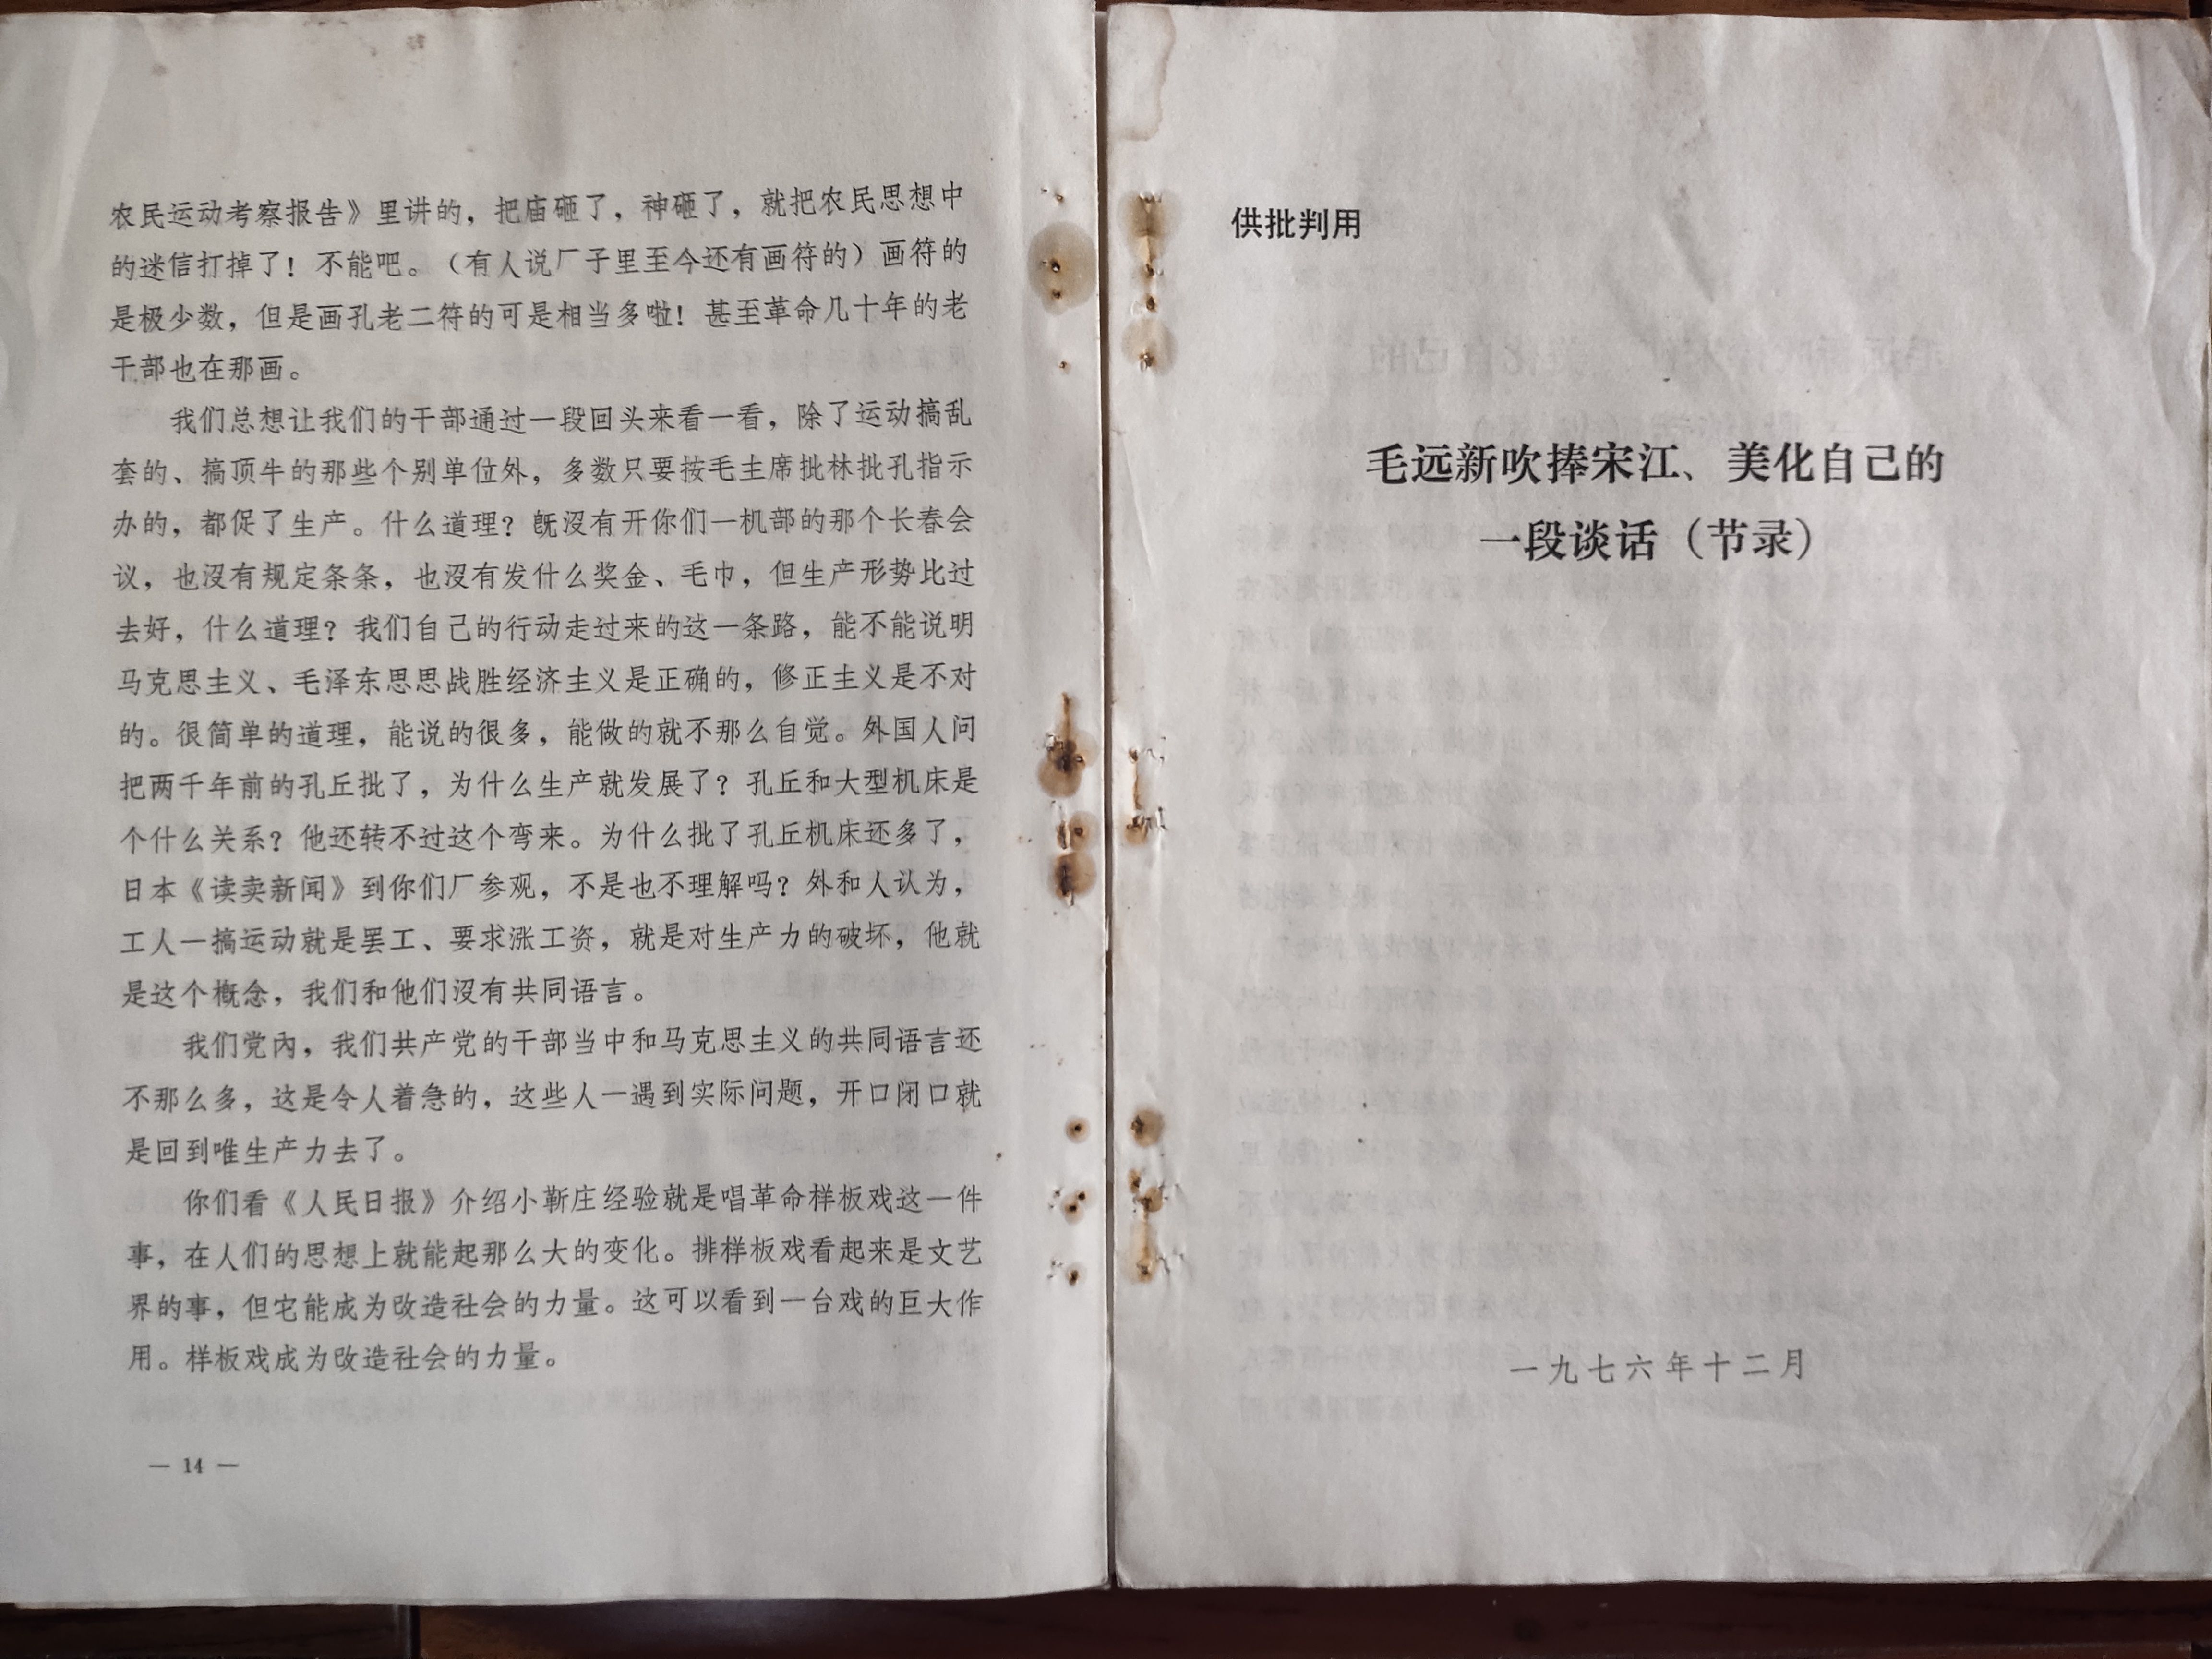 农民运动考察报告》里讲的，把庙砸了，神砸了，就把农民思想中
的迷信打掉了！不能吧。（有人说厂子里至今还有画符的）画符的
是极少数，但是画孔老二符的可是相当多啦！甚至革命几十年的老
干部也在那画。
我们总想让我们的干部通过一段回头来看一看，除了运动搞乱
套的、搞顶牛的那些个别单位外，多数只要按毛主席批林批孔指示
办的，都促了生产。什么道理？既没有开你们一机部的那个长春会
议，也没有规定条条，也没有发什么奖金、毛巾，但生产形势比过
去好，什么道理？我们自己的行动走过来的这一条路，能不能说明
马克思主义、毛泽东思思战胜经济主义是正确的，修正主义是不对
的。很简单的道理，能说的很多，能做的就不那么自觉。外国人问
把两千年前的孔丘批了，为什么生产就发展了？孔丘和大型机床是
个什么关系？他还转不过这个弯来。为什么批了孔丘机床还多了，
日本《读卖新闻》到你们厂参观，不是也不理解吗？外和人认为，
工人一搞运动就是罢工、要求涨工资，就是对生产力的破坏，他就
是这个概念，我们和他们没有共同语言。
我们党内，我们共产党的干部当中和马克思主义的共同语言还
不那么多，这是令人着急的，这些人一遇到实际问题，开口闭口就
是回到唯生产力去了。
你们看《人民日报》介绍小靳庄经验就是唱革命样板戏这一件
事，在人们的思想上就能起那么大的变化。排样板戏看起来是文艺
界的事，但它能成为改造社会的力量。这可以看到一台戏的巨大作
用。样板戏成为改造社会的力量。
— 14 —
供批判用
毛远新吹捧宋江、美化自己的
一段谈话（节录）
一九七六年十二月